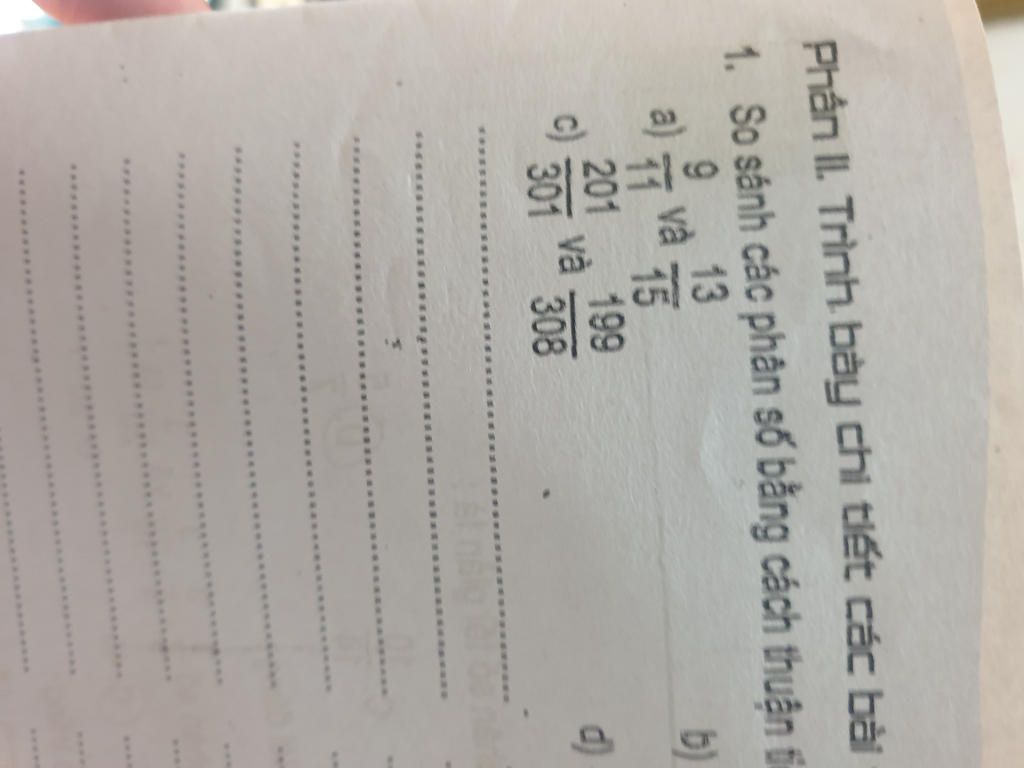 Phần II. Trình bày chi tiết các bài
1. So sánh các phân số bằng cách thuận
a) 9/11 và 13/15 b)
c) 201/301 và 199/308 d)